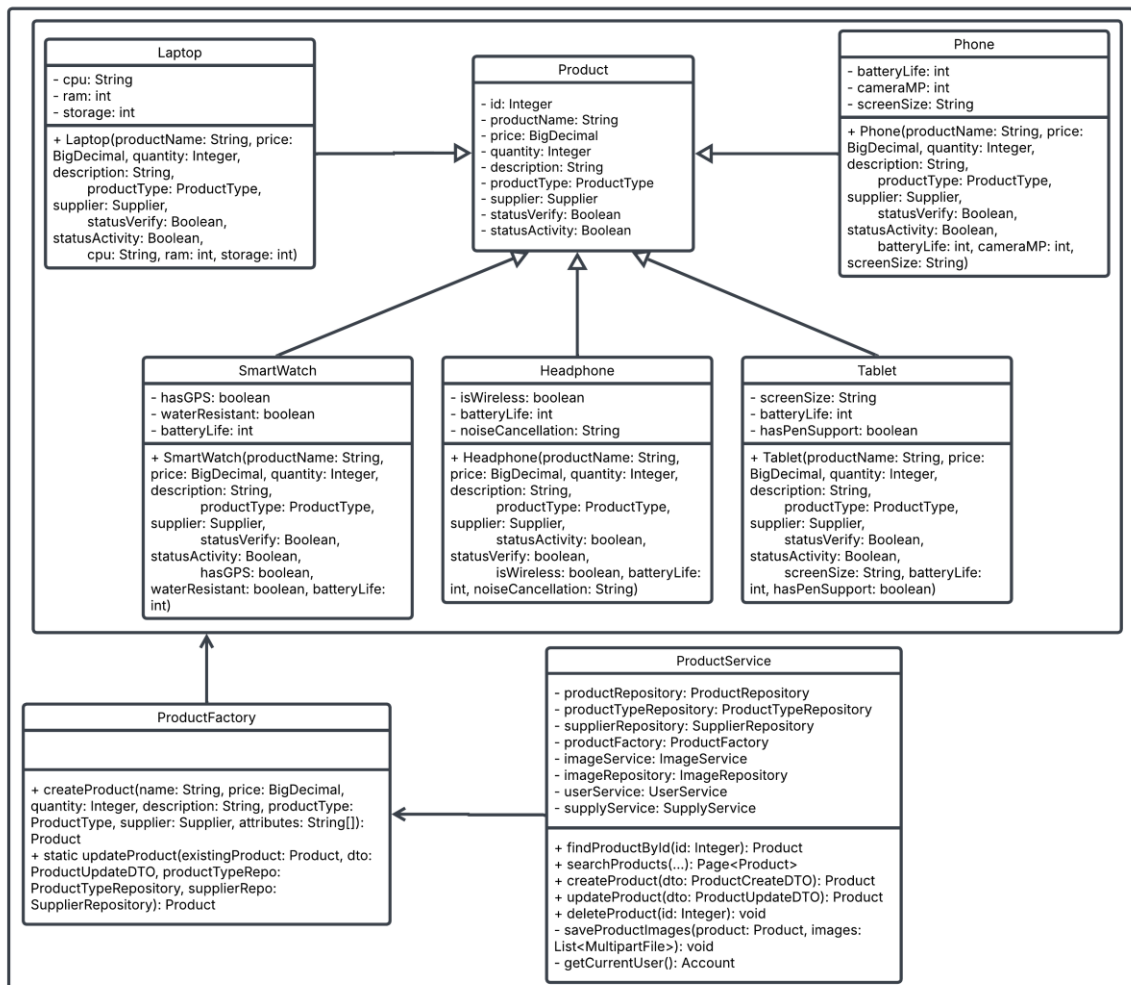 Laptop
- cpu: String
- ram: int
- storage: int
+ Laptop(productName: String, price:
BigDecimal, quantity: Integer,
description: String,
productType: ProductType,
supplier: Supplier,
statusVerify: Boolean,
statusActivity: Boolean,
cpu: String, ram: int, storage: int)
Product
- id: Integer
- productName: String
- price: BigDecimal
- quantity: Integer
- description: String
- productType: ProductType
- supplier: Supplier
- statusVerify: Boolean
- statusActivity: Boolean
Phone
- batteryLife: int
- cameraMP: int
- screenSize: String
+ Phone(productName: String, price:
BigDecimal, quantity: Integer,
description: String,
productType: ProductType,
supplier: Supplier,
statusVerify: Boolean,
statusActivity: Boolean,
batteryLife: int, cameraMP: int,
screenSize: String)
SmartWatch
- hasGPS: boolean
- waterResistant: boolean
- batteryLife: int
+ SmartWatch(productName: String,
price: BigDecimal, quantity: Integer,
description: String,
productType: ProductType,
supplier: Supplier,
statusVerify: Boolean,
statusActivity: Boolean,
hasGPS: boolean,
waterResistant: boolean, batteryLife:
int)
Headphone
- isWireless: boolean
- batteryLife: int
- noiseCancellation: String
+ Headphone(productName: String,
price: BigDecimal, quantity: Integer,
description: String,
productType: ProductType,
supplier: Supplier,
statusActivity: boolean,
statusVerify: boolean,
isWireless: boolean, batteryLife:
int, noiseCancellation: String)
Tablet
- screenSize: String
- batteryLife: int
- hasPenSupport: boolean
+ Tablet(productName: String, price:
BigDecimal, quantity: Integer,
description: String,
productType: ProductType,
supplier: Supplier,
statusVerify: Boolean,
statusActivity: Boolean,
screenSize: String, batteryLife:
int, hasPenSupport: boolean)
ProductFactory
+ createProduct(name: String, price: BigDecimal,
quantity: Integer, description: String, productType:
ProductType, supplier: Supplier, attributes: String[]):
Product
+ static updateProduct(existingProduct: Product, dto:
ProductUpdateDTO, productTypeRepo:
ProductTypeRepository, supplierRepo:
SupplierRepository): Product
ProductService
- productRepository: ProductRepository
- productTypeRepository: ProductTypeRepository
- supplierRepository: SupplierRepository
- productFactory: ProductFactory
- imageService: ImageService
- imageRepository: ImageRepository
- userService: UserService
- supplyService: SupplyService
+ findProductById(id: Integer): Product
+ searchProducts(...): Page<Product>
+ createProduct(dto: ProductCreateDTO): Product
+ updateProduct(dto: ProductUpdateDTO): Product
+ deleteProduct(id: Integer): void
- saveProductImages(product: Product, images:
List<MultipartFile>): void
- getCurrentUser(): Account